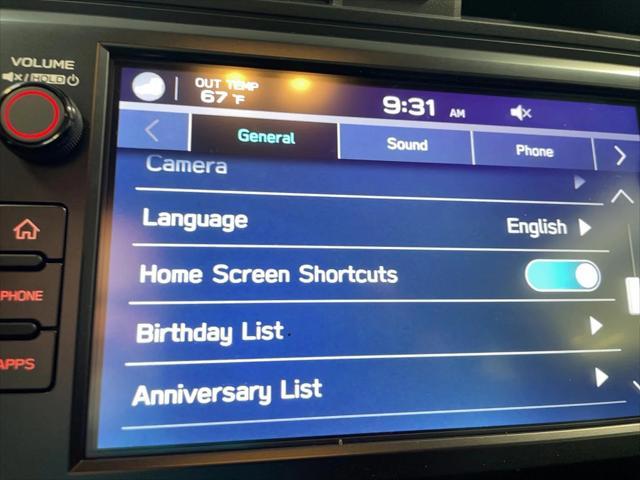 VOLUME
/HOLD
OUT TEMP
67 °F
9:31 AM
General
Sound
Phone
Camera
Language
English
Home Screen Shortcuts
Birthday List
Anniversary List
PHONE
APPS